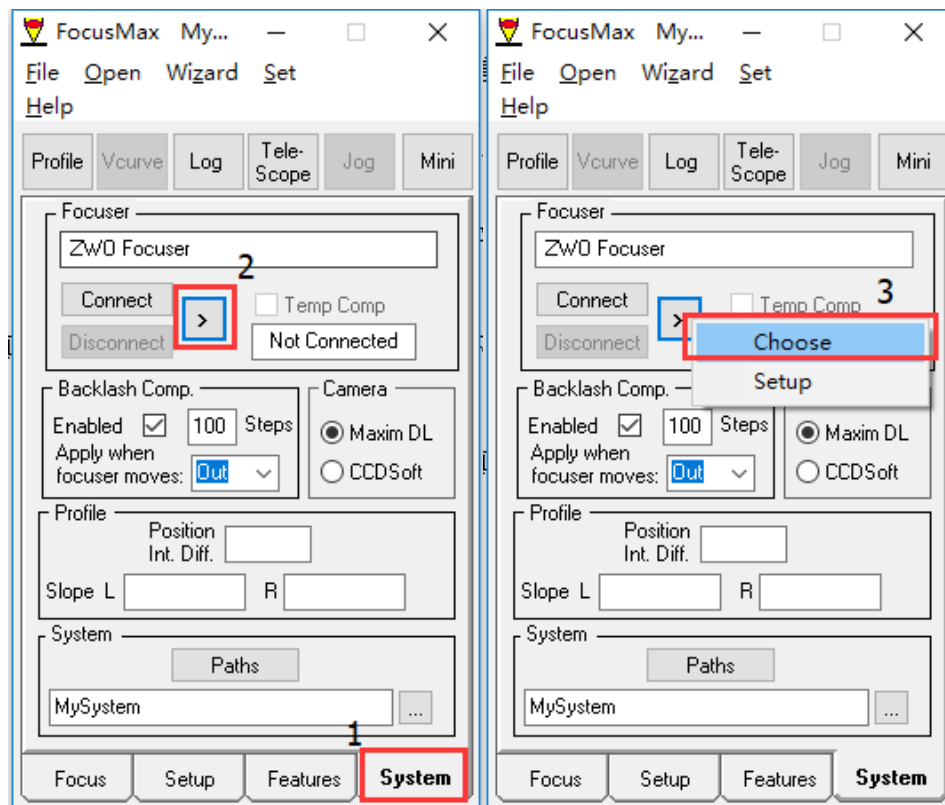 FocusMax My...
File Open Wizard Set
Help
Profile Vcurve Log Tele-
Scope Jog Mini
Focuser
ZWO Focuser
2
Connect > Temp Comp
Disconnect Not Connected
Backlash Comp. Camera
Enabled 100 Steps Maxim DL
Apply when
focuser moves: Out CCDSoft
Profile
Position
Int. Diff.
Slope L R
System
Paths
MySystem ...
1
Focus Setup Features System
FocusMax My...
File Open Wizard Set
Help
Profile Vcurve Log Tele-
Scope Jog Mini
Focuser
ZWO Focuser
3
Connect > Temp Comp
Disconnect Choose
Setup
Backlash Comp.
Enabled 100 Steps Maxim DL
Apply when
focuser moves: Out CCDSoft
Profile
Position
Int. Diff.
Slope L R
System
Paths
MySystem ...
Focus Setup Features System